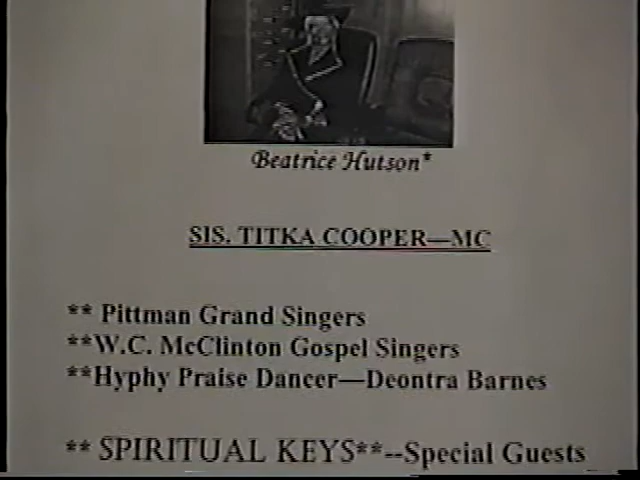 Beatrice Hutson*
SIS. TITKA COOPER—MC
** Pittman Grand Singers
**W.C. McClinton Gospel Singers
**Hyphy Praise Dancer—Deontra Barnes
** SPIRITUAL KEYS**--Special Guests